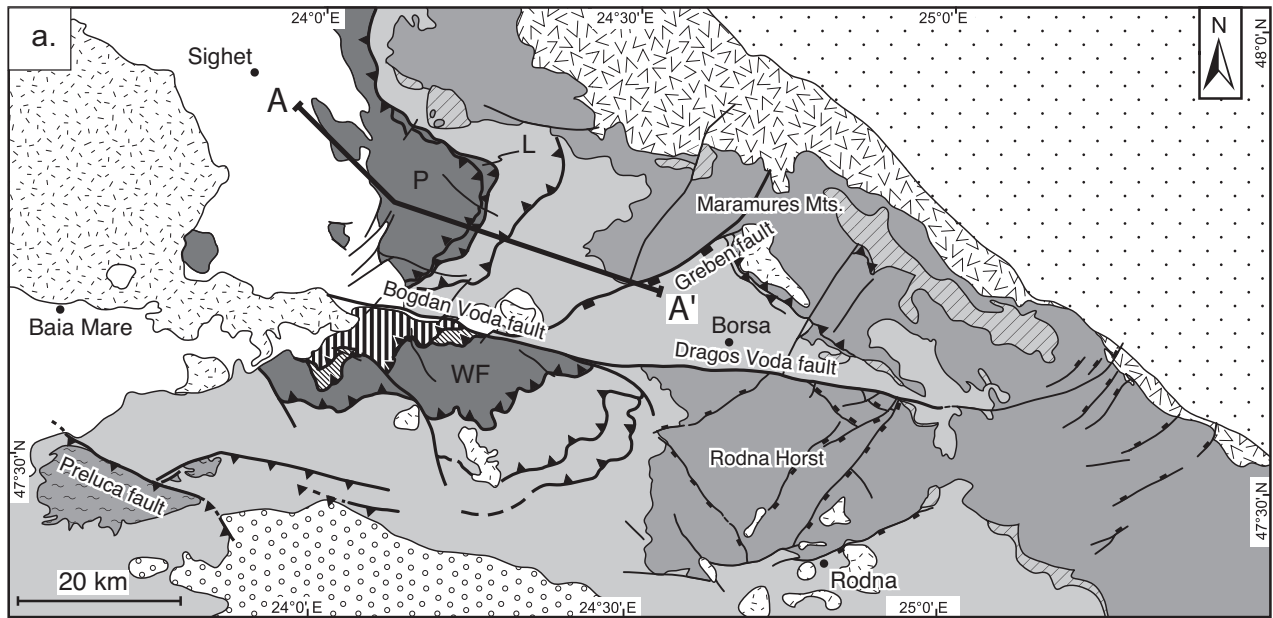 a.
24°0'E
24°30'E
25°0'E
N
48°0'N
Sighet
A
L
P
Maramures Mts.
Greben fault
A'
Bogdan Voda fault
Baia Mare
Borsa
Dragos Voda fault
WF
47°30'N
Preluca fault
Rodna Horst
47°30'N
20 km
Rodna
24°0'E
24°30'E
25°0'E